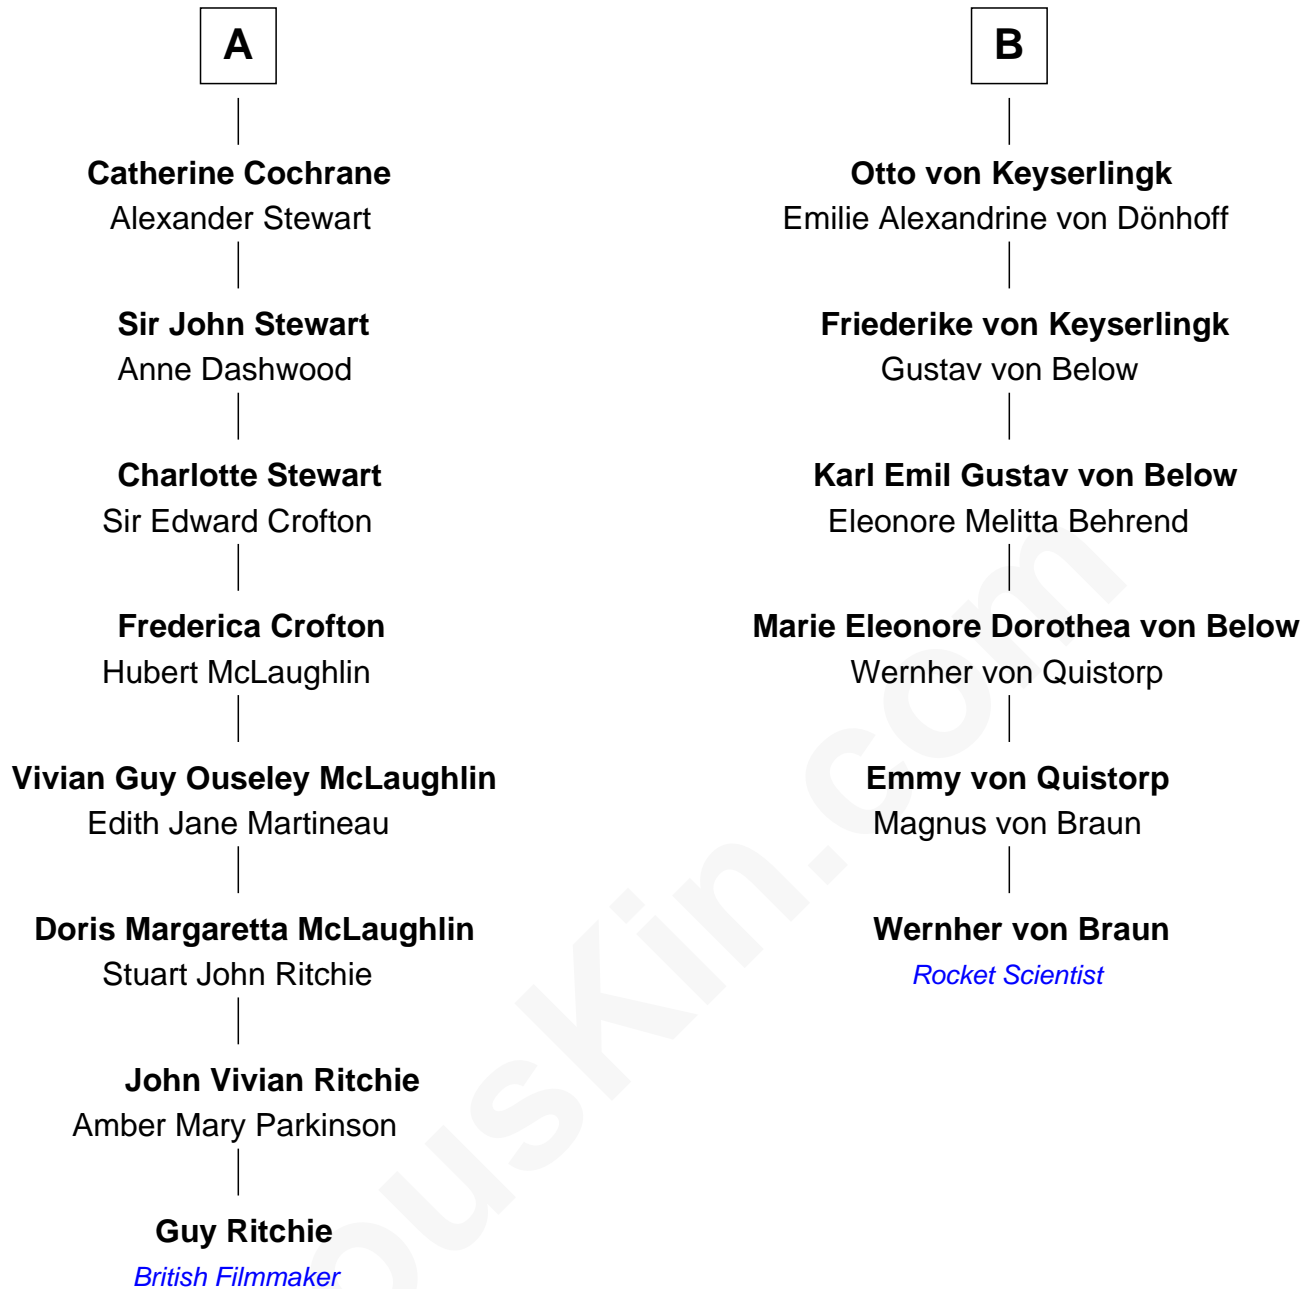 A
Catherine Cochrane
Alexander Stewart
Sir John Stewart
Anne Dashwood
Charlotte Stewart
Sir Edward Crofton
Frederica Crofton
Hubert McLaughlin
Vivian Guy Ouseley McLaughlin
Edith Jane Martineau
Doris Margaretta McLaughlin
Stuart John Ritchie
John Vivian Ritchie
Amber Mary Parkinson
Guy Ritchie
British Filmmaker
B
Otto von Keyserlingk
Emilie Alexandrine von Dönhoff
Friederike von Keyserlingk
Gustav von Below
Karl Emil Gustav von Below
Eleonore Melitta Behrend
Marie Eleonore Dorothea von Below
Wernher von Quistorp
Emmy von Quistorp
Magnus von Braun
Wernher von Braun
Rocket Scientist
ousKin.com